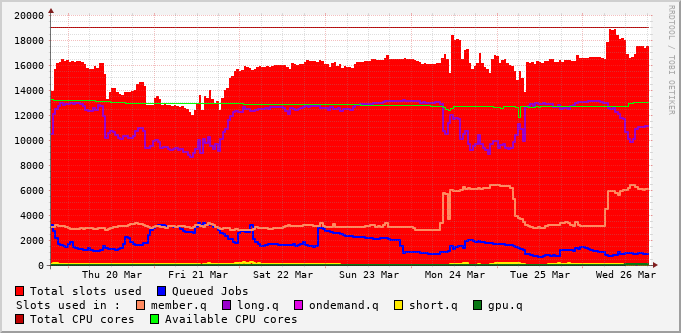 20000
18000
16000
14000
12000
10000
8000
6000
4000
2000
0
Thu 20 Mar Fri 21 Mar Sat 22 Mar Sun 23 Mar Mon 24 Mar Tue 25 Mar Wed 26 Mar
RRDTOOL / TOBI OETIKER
Total slots used Queued Jobs
Slots used in : member.q long.q ondemand.q short.q gpu.q
Total CPU cores Available CPU cores